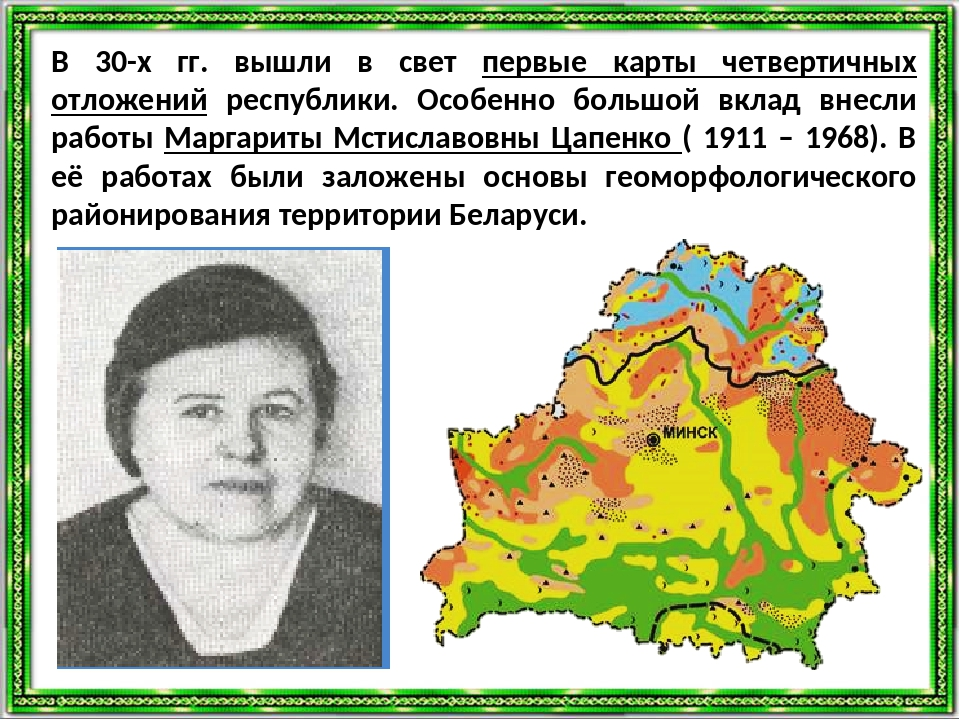 В 30-х гг. вышли в свет первые карты четвертичных
отложений республики. Особенно большой вклад внесли
работы Маргариты Мстиславовны Цапенко ( 1911 – 1968). В
её работах были заложены основы геоморфологического
районирования территории Беларуси.
МИНСК